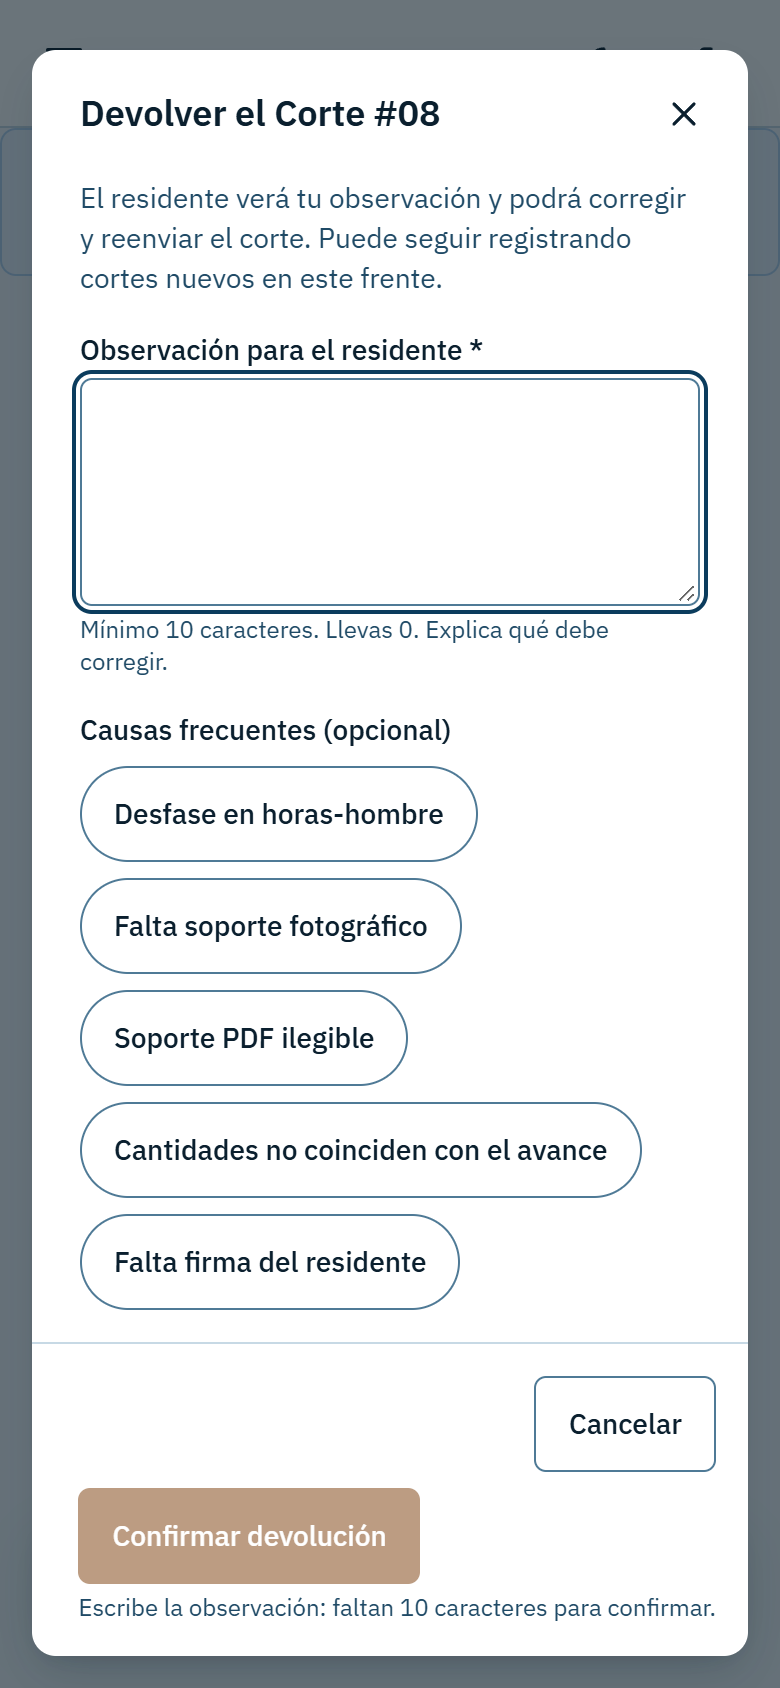 Devolver el Corte #08
El residente verá tu observación y podrá corregir
y reenviar el corte. Puede seguir registrando
cortes nuevos en este frente.
Observación para el residente *
Mínimo 10 caracteres. Llevas 0. Explica qué debe
corregir.
Causas frecuentes (opcional)
Desfase en horas-hombre
Falta soporte fotográfico
Soporte PDF ilegible
Cantidades no coinciden con el avance
Falta firma del residente
Cancelar
Confirmar devolución
Escribe la observación: faltan 10 caracteres para confirmar.